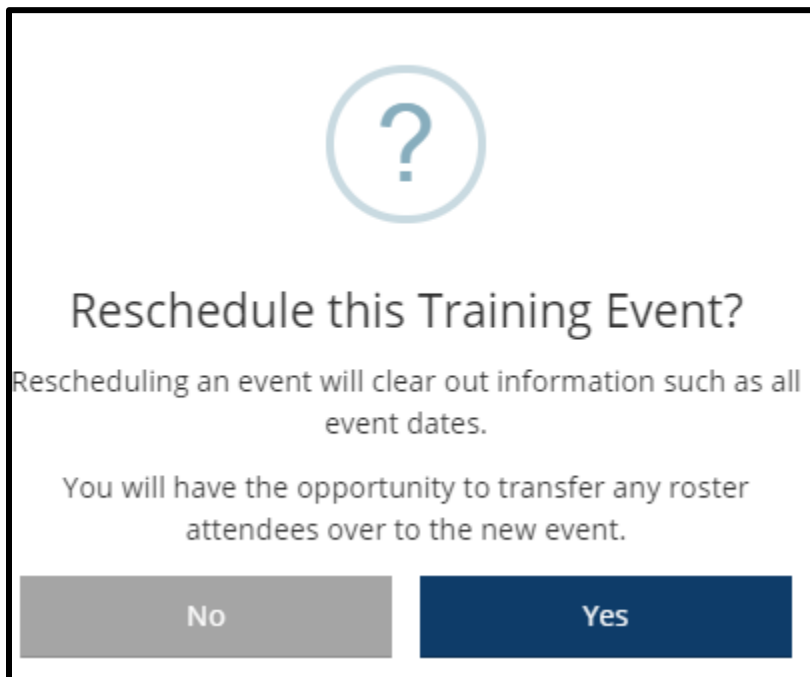 ?
Reschedule this Training Event?
Rescheduling an event will clear out information such as all
event dates.
You will have the opportunity to transfer any roster
attendees over to the new event.
No
Yes